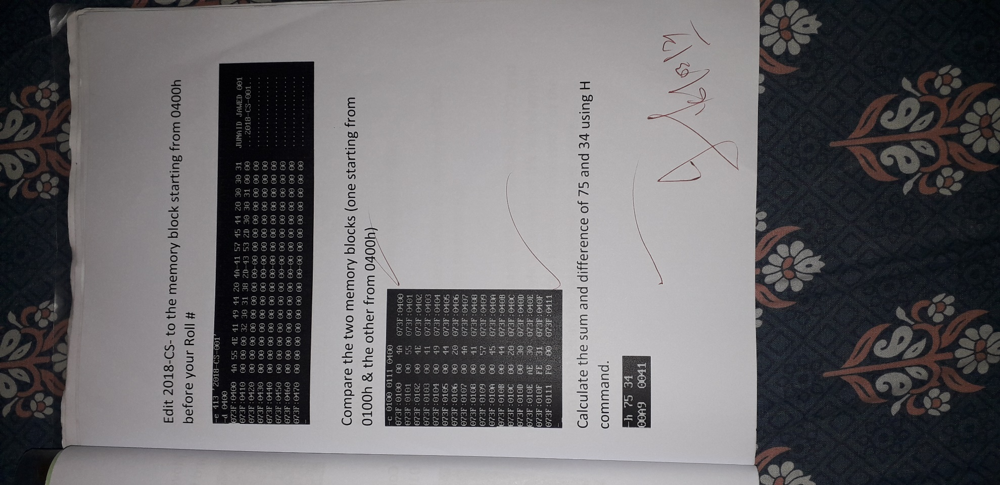 Edit 2018-CS- to the memory block starting from 0400h
before your Roll #
-e 413 '2018-CS-001'
-d 0400
073F:0400 4A 55 4E 41 49 44 20 4A-41 57 45 44 20 30 30 31 JUNAID JAWED 001
073F:0410 00 00 00 32 30 31 38 2D-43 53 2D 30 30 31 00 00 ...2018-CS-001..
073F:0420 00 00 00 00 00 00 00 00-00 00 00 00 00 00 00 00 ................
073F:0430 00 00 00 00 00 00 00 00-00 00 00 00 00 00 00 00 ................
073F:0440 00 00 00 00 00 00 00 00-00 00 00 00 00 00 00 00 ................
073F:0450 00 00 00 00 00 00 00 00-00 00 00 00 00 00 00 00 ................
073F:0460 00 00 00 00 00 00 00 00-00 00 00 00 00 00 00 00 ................
073F:0470 00 00 00 00 00 00 00 00-00 00 00 00 00 00 00 00 ................
-
Compare the two memory blocks (one starting from
0100h & the other from 0400h)
-c 0100 0111 0400
073F:0100 00 4A 073F:0400
073F:0101 00 55 073F:0401
073F:0102 00 4E 073F:0402
073F:0103 00 41 073F:0403
073F:0104 00 49 073F:0404
073F:0105 00 44 073F:0405
073F:0106 00 20 073F:0406
073F:0107 00 4A 073F:0407
073F:0108 00 41 073F:0408
073F:0109 00 57 073F:0409
073F:010A 00 45 073F:040A
073F:010B 00 44 073F:040B
073F:010C 00 20 073F:040C
073F:010D 00 30 073F:040D
073F:010E AE 30 073F:040E
073F:010F FE 31 073F:040F
073F:0111 F0 00 073F:0411
-
Calculate the sum and difference of 75 and 34 using H
command.
-h 75 34
00A9 0041